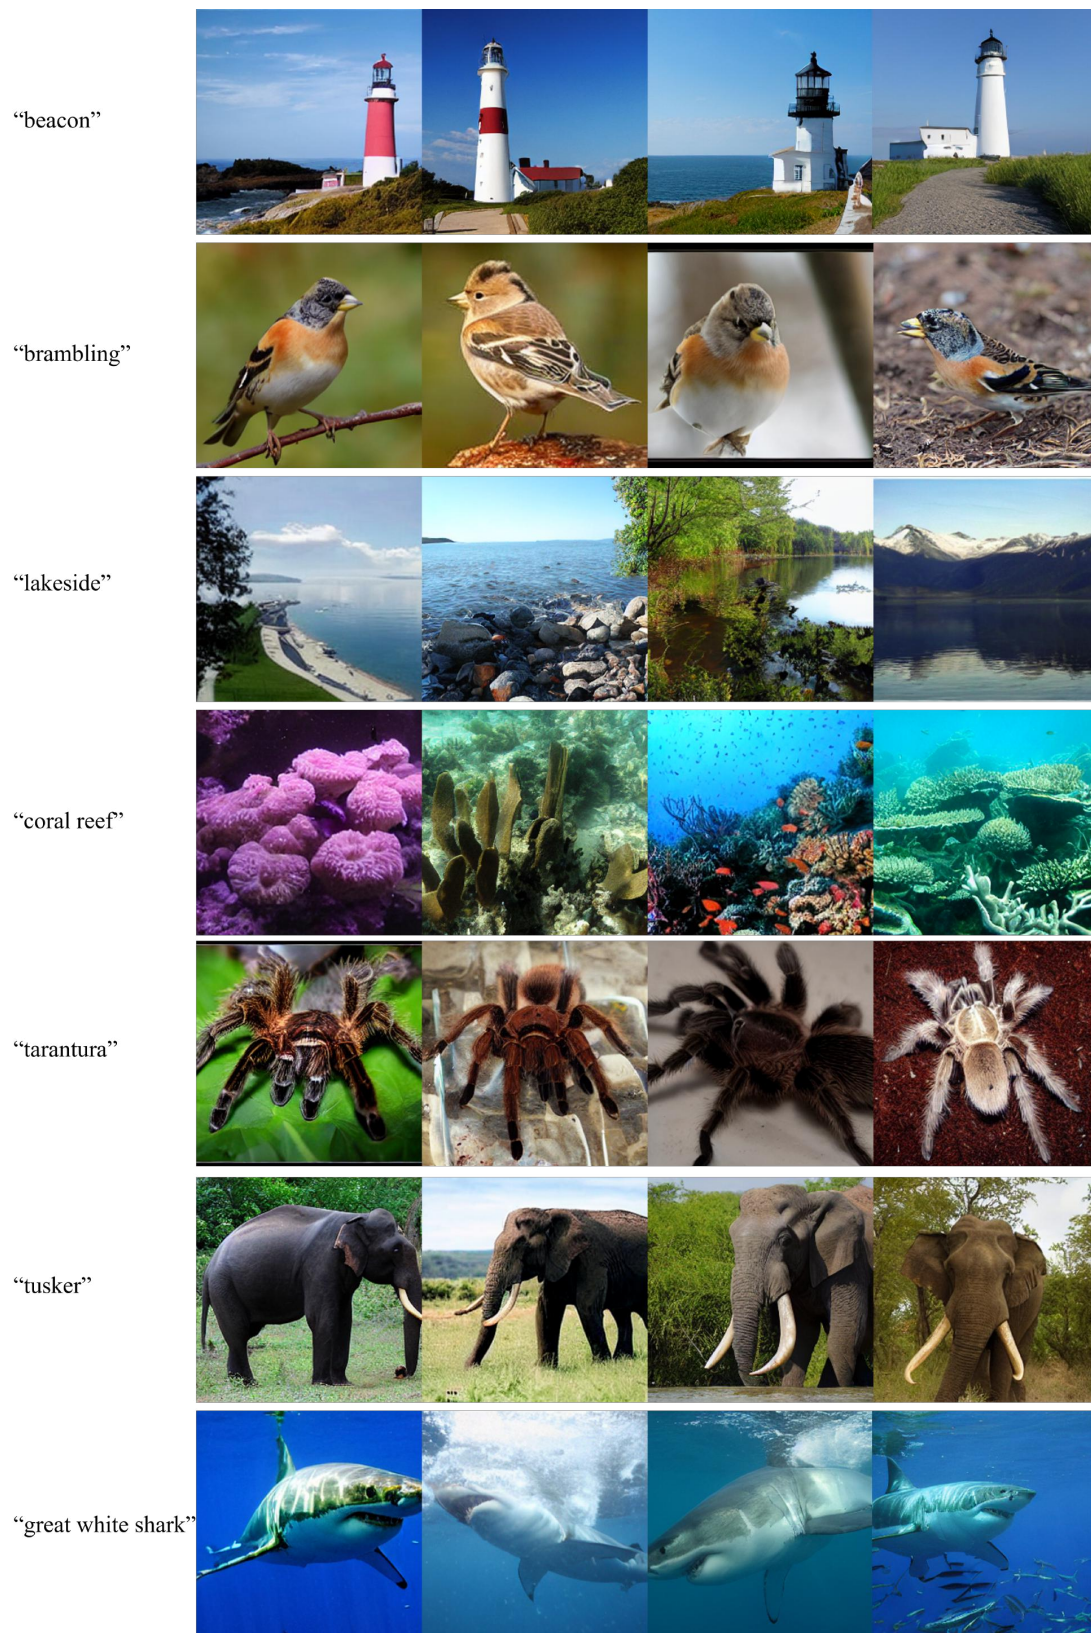 “beacon”
“brambling”
“lakeside”
“coral reef”
“tarantura”
“tusker”
“great white shark”